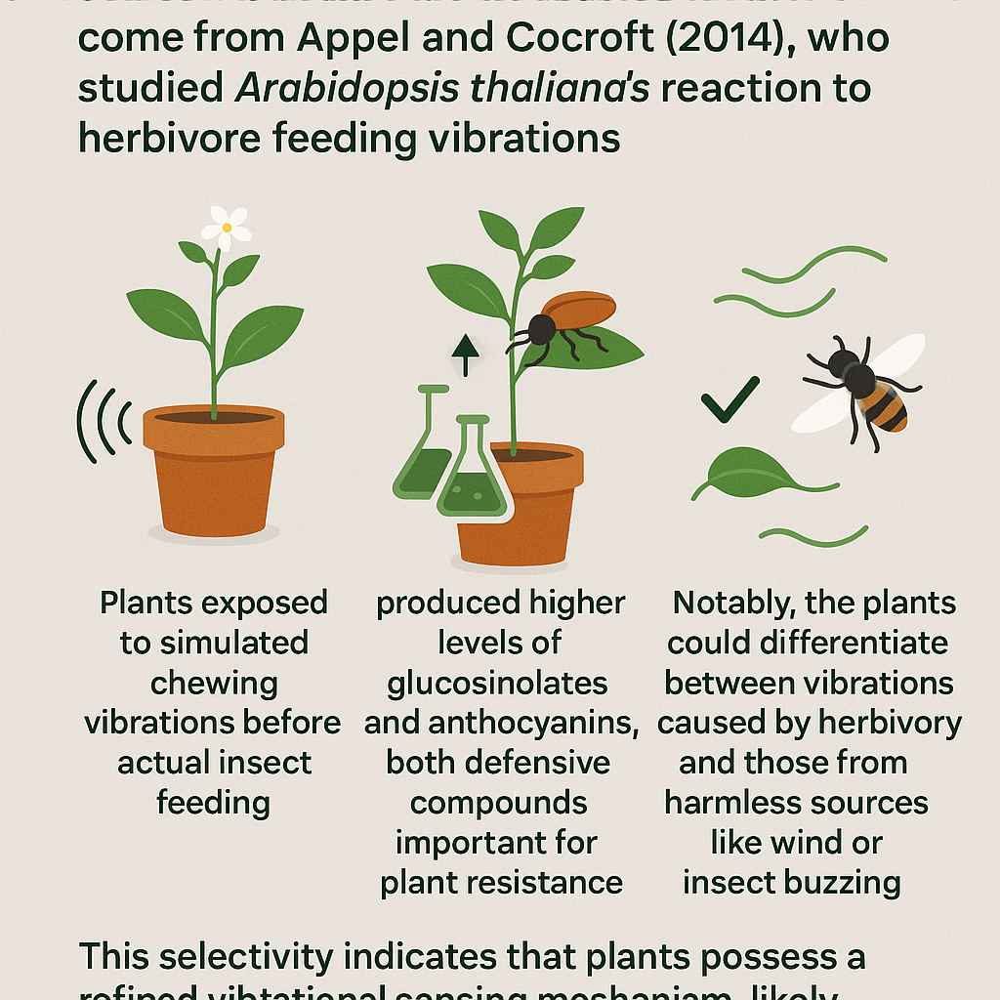 come from Appel and Cocroft (2014), who
studied Arabidopsis thaliana's reaction to
herbivore feeding vibrations
Plants exposed
to simulated
chewing
vibrations before
actual insect
feeding
produced higher
levels of
glucosinolates
and anthocyanins,
both defensive
compounds
important for
plant resistance
Notably, the plants
could differentiate
between vibrations
caused by herbivory
and those from
harmless sources
like wind or
insect buzzing
This selectivity indicates that plants possess a
refined vibtational sensing meshanism, likely